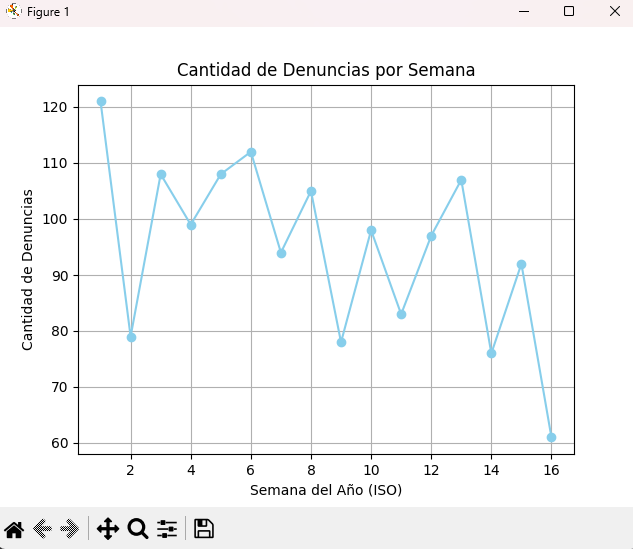 Figure 1
Cantidad de Denuncias por Semana
Cantidad de Denuncias
120
110
100
90
80
70
60
2 4 6 8 10 12 14 16
Semana del Año (ISO)